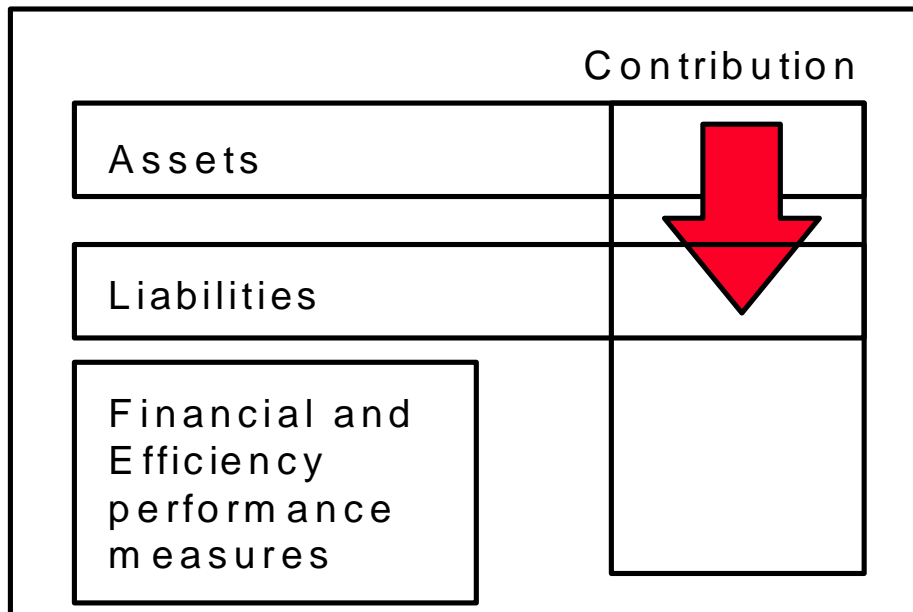 Contribution
Assets
Liabilities
Financial and
Efficiency
performance
measures